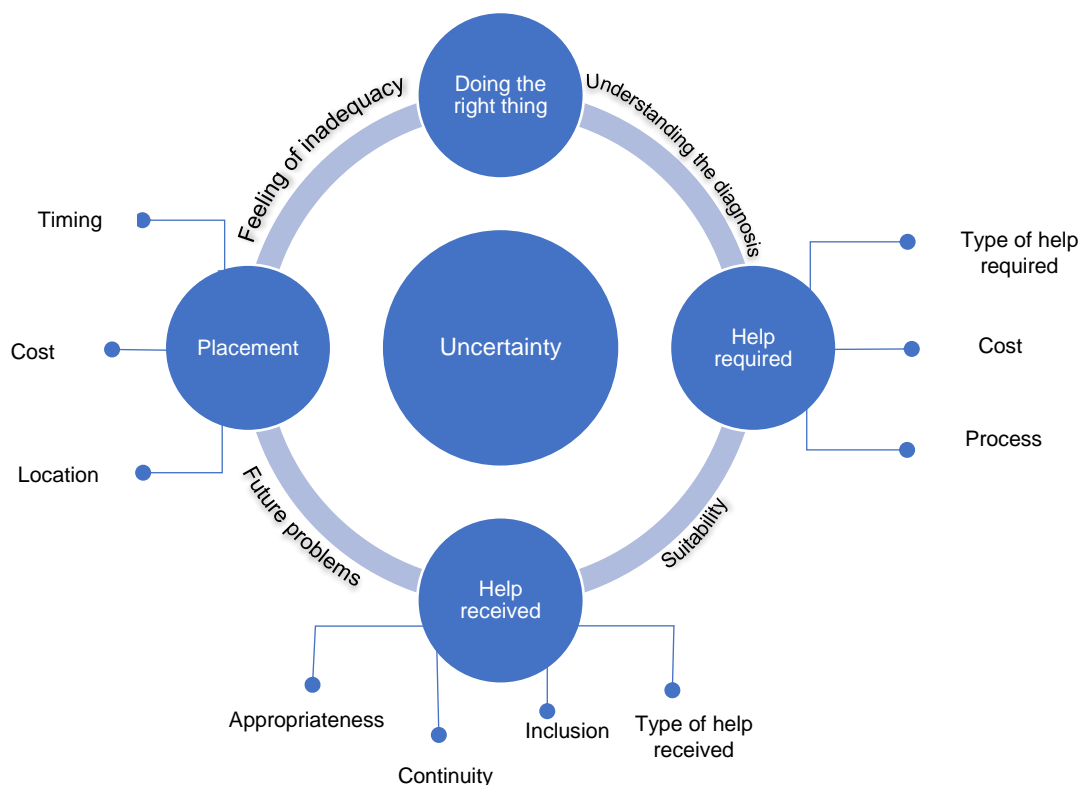 Doing the
right thing
Feeling of inadequacy
Understanding the diagnosis
Timing
Type of help
required
Placement
Uncertainty
Help
required
Cost
Cost
Location
Process
Future problems
Suitability
Help
received
Appropriateness
Inclusion
Type of help
received
Continuity